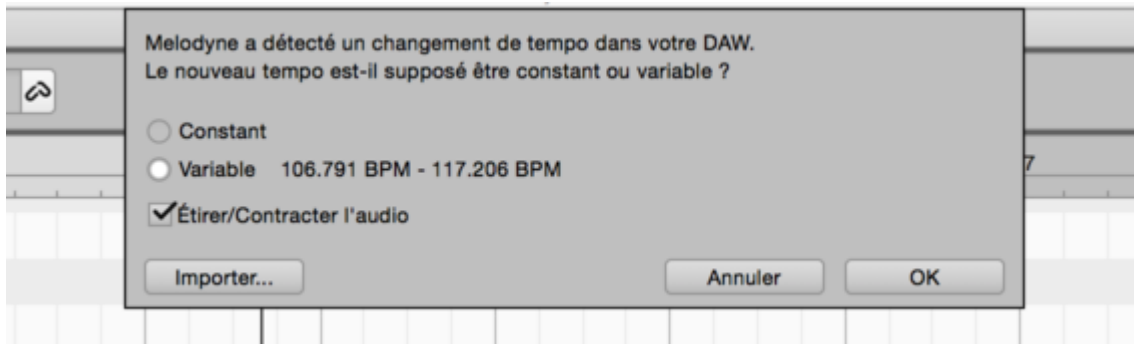 Melodyne a détecté un changement de tempo dans votre DAW.
Le nouveau tempo est-il supposé être constant ou variable ?
Constant
Variable 106.791 BPM - 117.206 BPM
7
Étirer/Contracter l'audio
Importer... Annuler OK